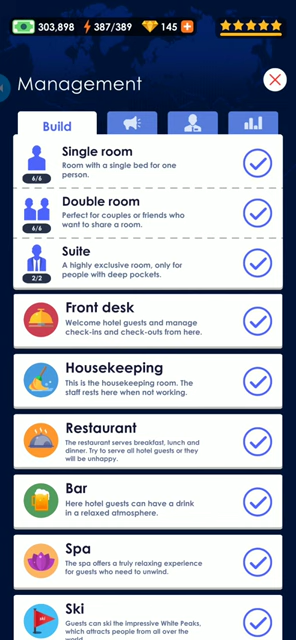 303,898 387/389 145
Management
Build
Single room
Room with a single bed for one
person.
6/6
Double room
Perfect for couples or friends who
want to share a room.
6/6
Suite
A highly exclusive room, only for
people with deep pockets.
2/2
Front desk
Welcome hotel guests and manage
check-ins and check-outs from here.
Housekeeping
This is the housekeeping room. The
staff rests here when not working.
Restaurant
The restaurant serves breakfast, lunch and
dinner. Try to serve all hotel guests or they
will be unhappy.
Bar
Here hotel guests can have a drink
in a relaxed atmosphere.
Spa
The spa offers a truly relaxing experience
for guests who need to unwind.
SKI
Ski
Guests can ski the impressive White Peaks,
which attracts people from all over the
world.